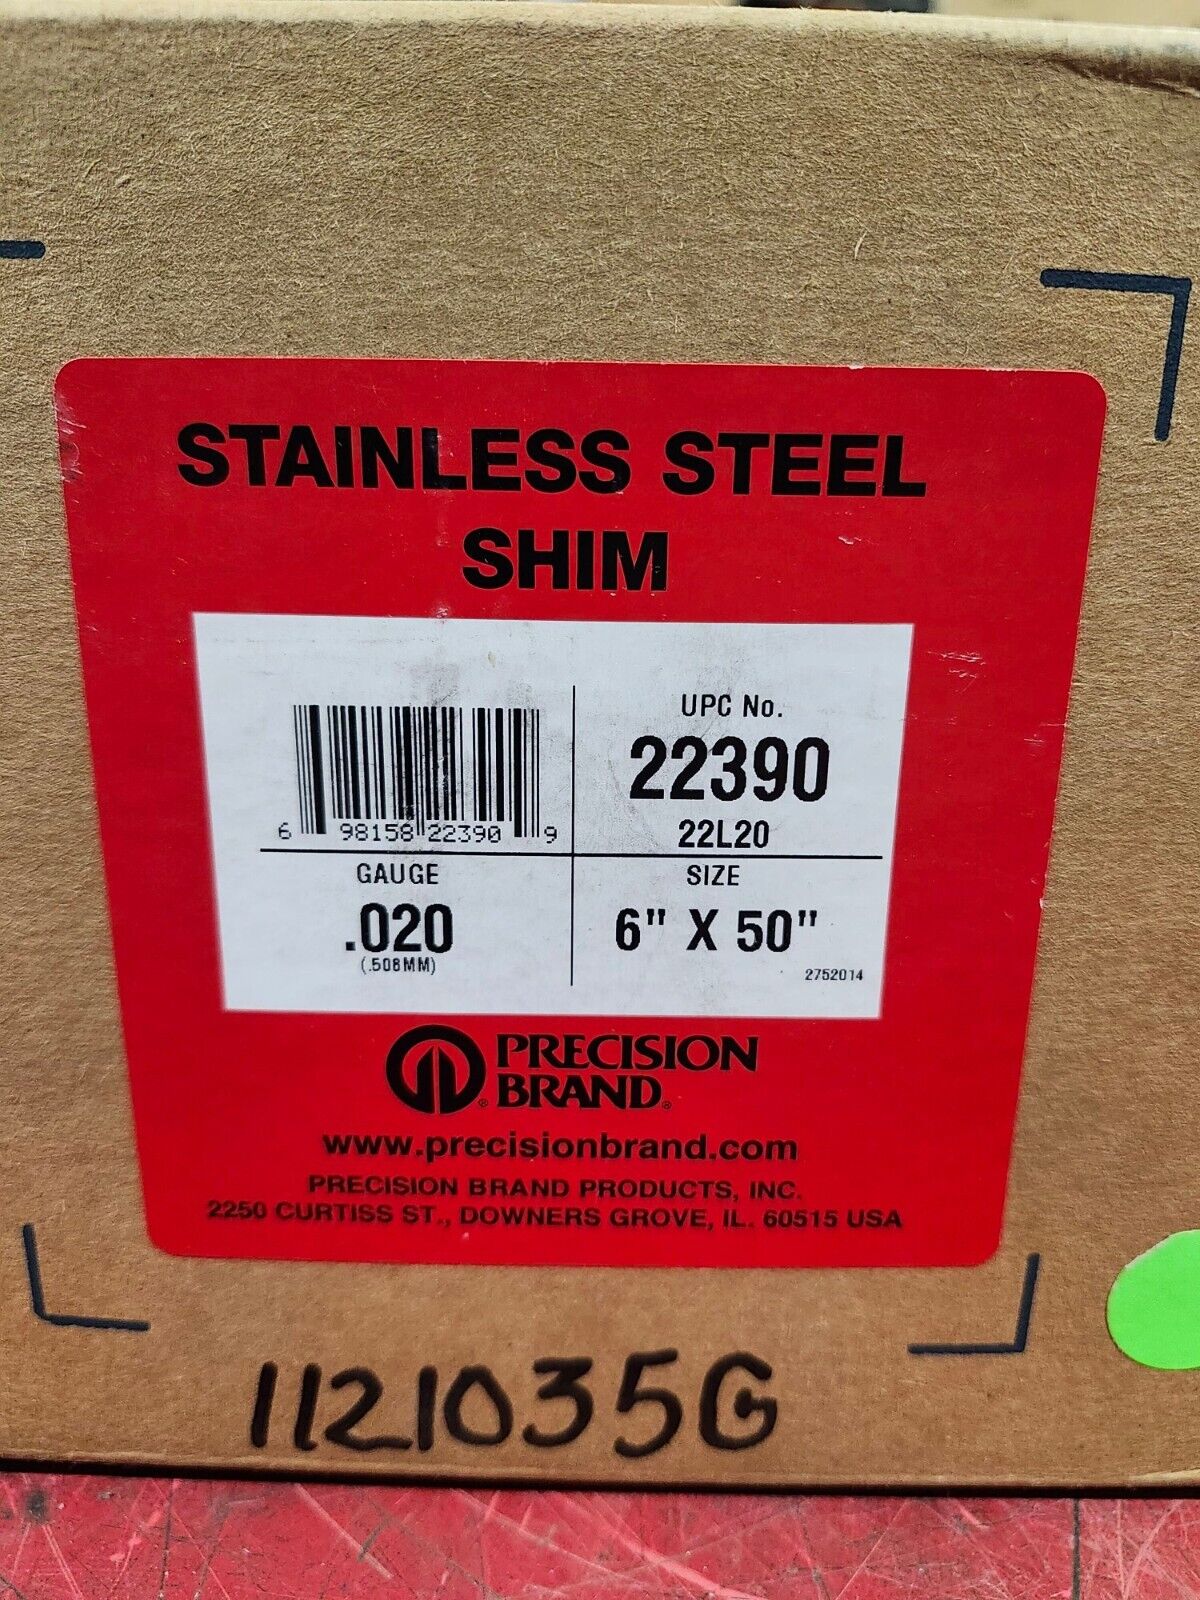 STAINLESS STEEL
SHIM
UPC No.
22390
22L20
6 98158 22390 9
GAUGE
.020
(.508MM)
SIZE
6" X 50"
2752014
PRECISION
BRAND®
www.precisionbrand.com
PRECISION BRAND PRODUCTS, INC.
2250 CURTISS ST., DOWNERS GROVE, IL. 60515 USA
1121035G